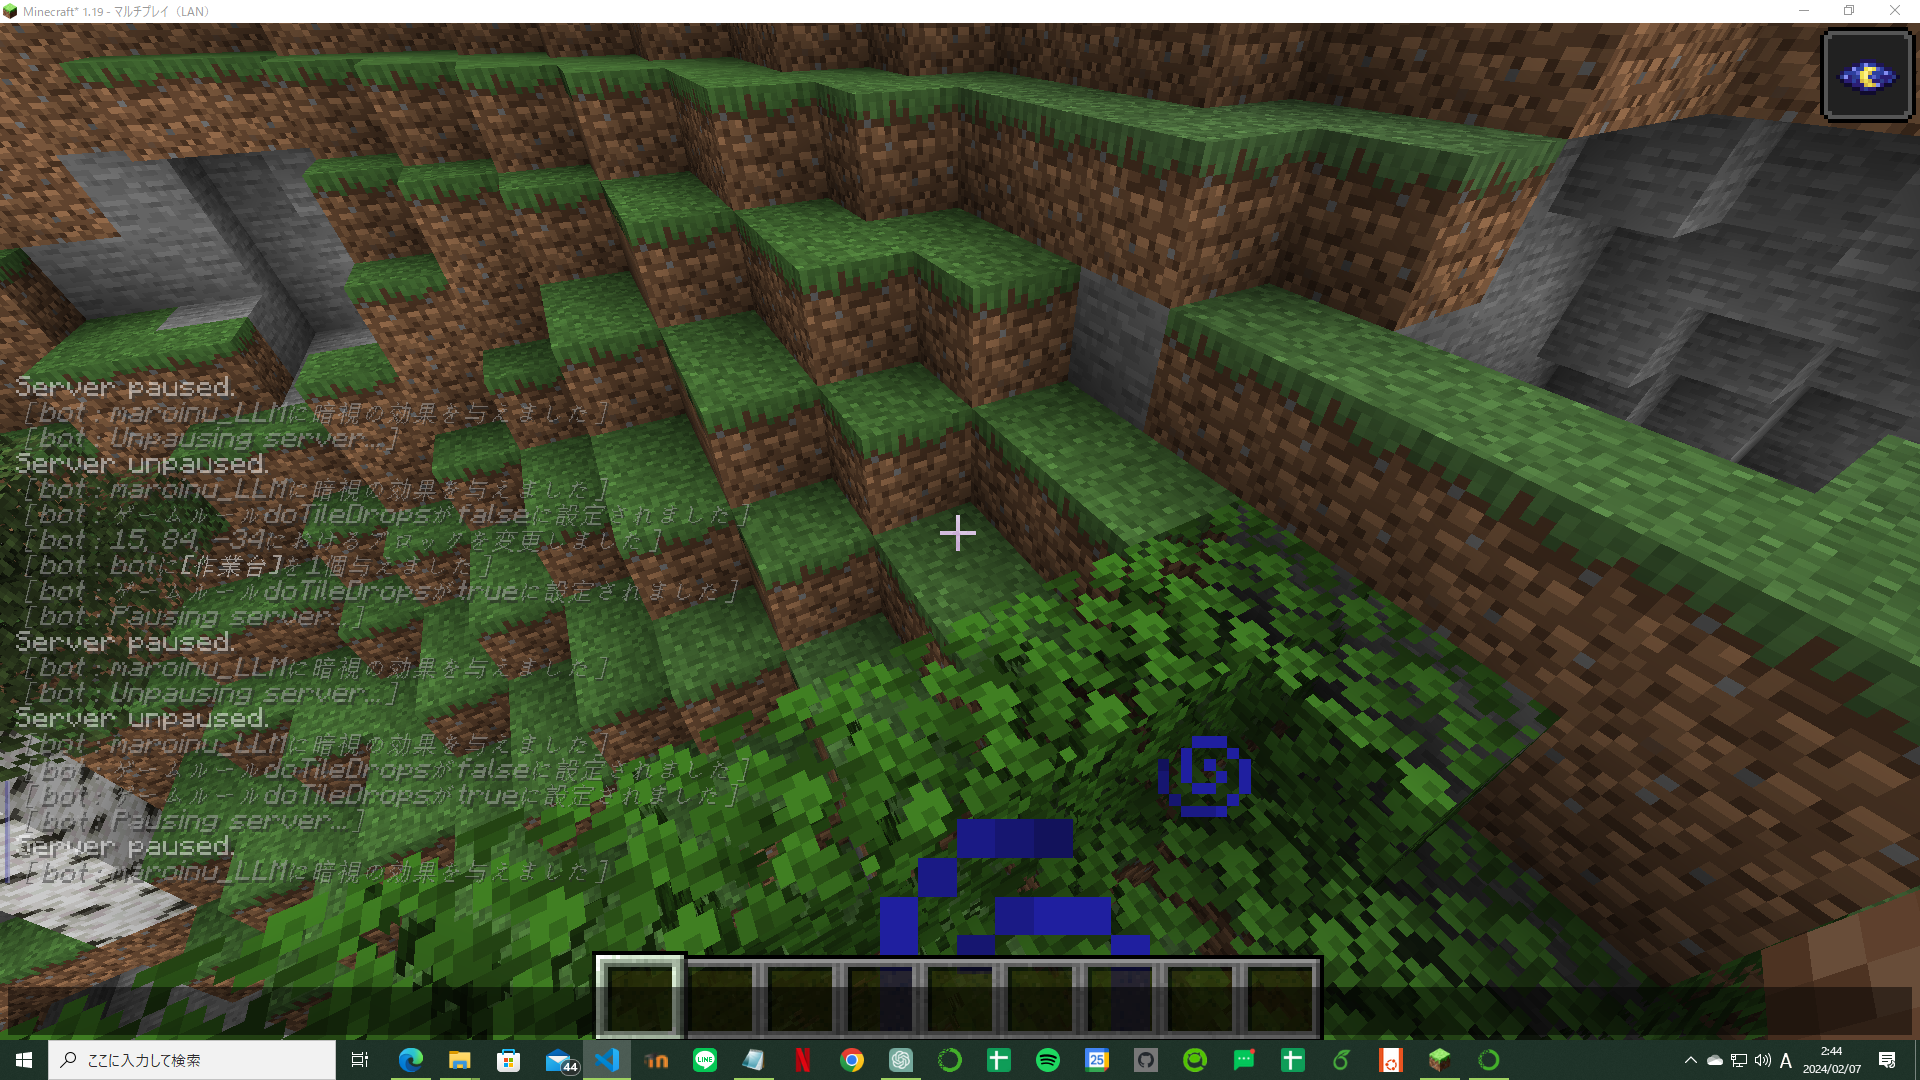 Minecraft* 1.19 - マルチプレイ（LAN）
Server paused.
[bot : maroinu_LLMに暗視の効果を与えました]
[bot : Unpausing server...]
Server unpaused.
[bot : maroinu_LLMに暗視の効果を与えました]
[bot : ゲームルールdoTileDropsがfalseに設定されました]
[bot : 15, 84, -34におけるブロックを変更しました]
[bot : botに[作業台]を1個与えました]
[bot : ゲームルールdoTileDropsがtrueに設定されました]
[bot : Pausing server...]
Server paused.
[bot : maroinu_LLMに暗視の効果を与えました]
[bot : Unpausing server...]
Server unpaused.
[bot : maroinu_LLMに暗視の効果を与えました]
[bot : ゲームルールdoTileDropsがfalseに設定されました]
[bot : ゲームルールdoTileDropsがtrueに設定されました]
[bot : Pausing server...]
Server paused.
[bot : maroinu_LLMに暗視の効果を与えました]
ここに入力して検索
44
LINE
25
A
2:44
2024/02/07